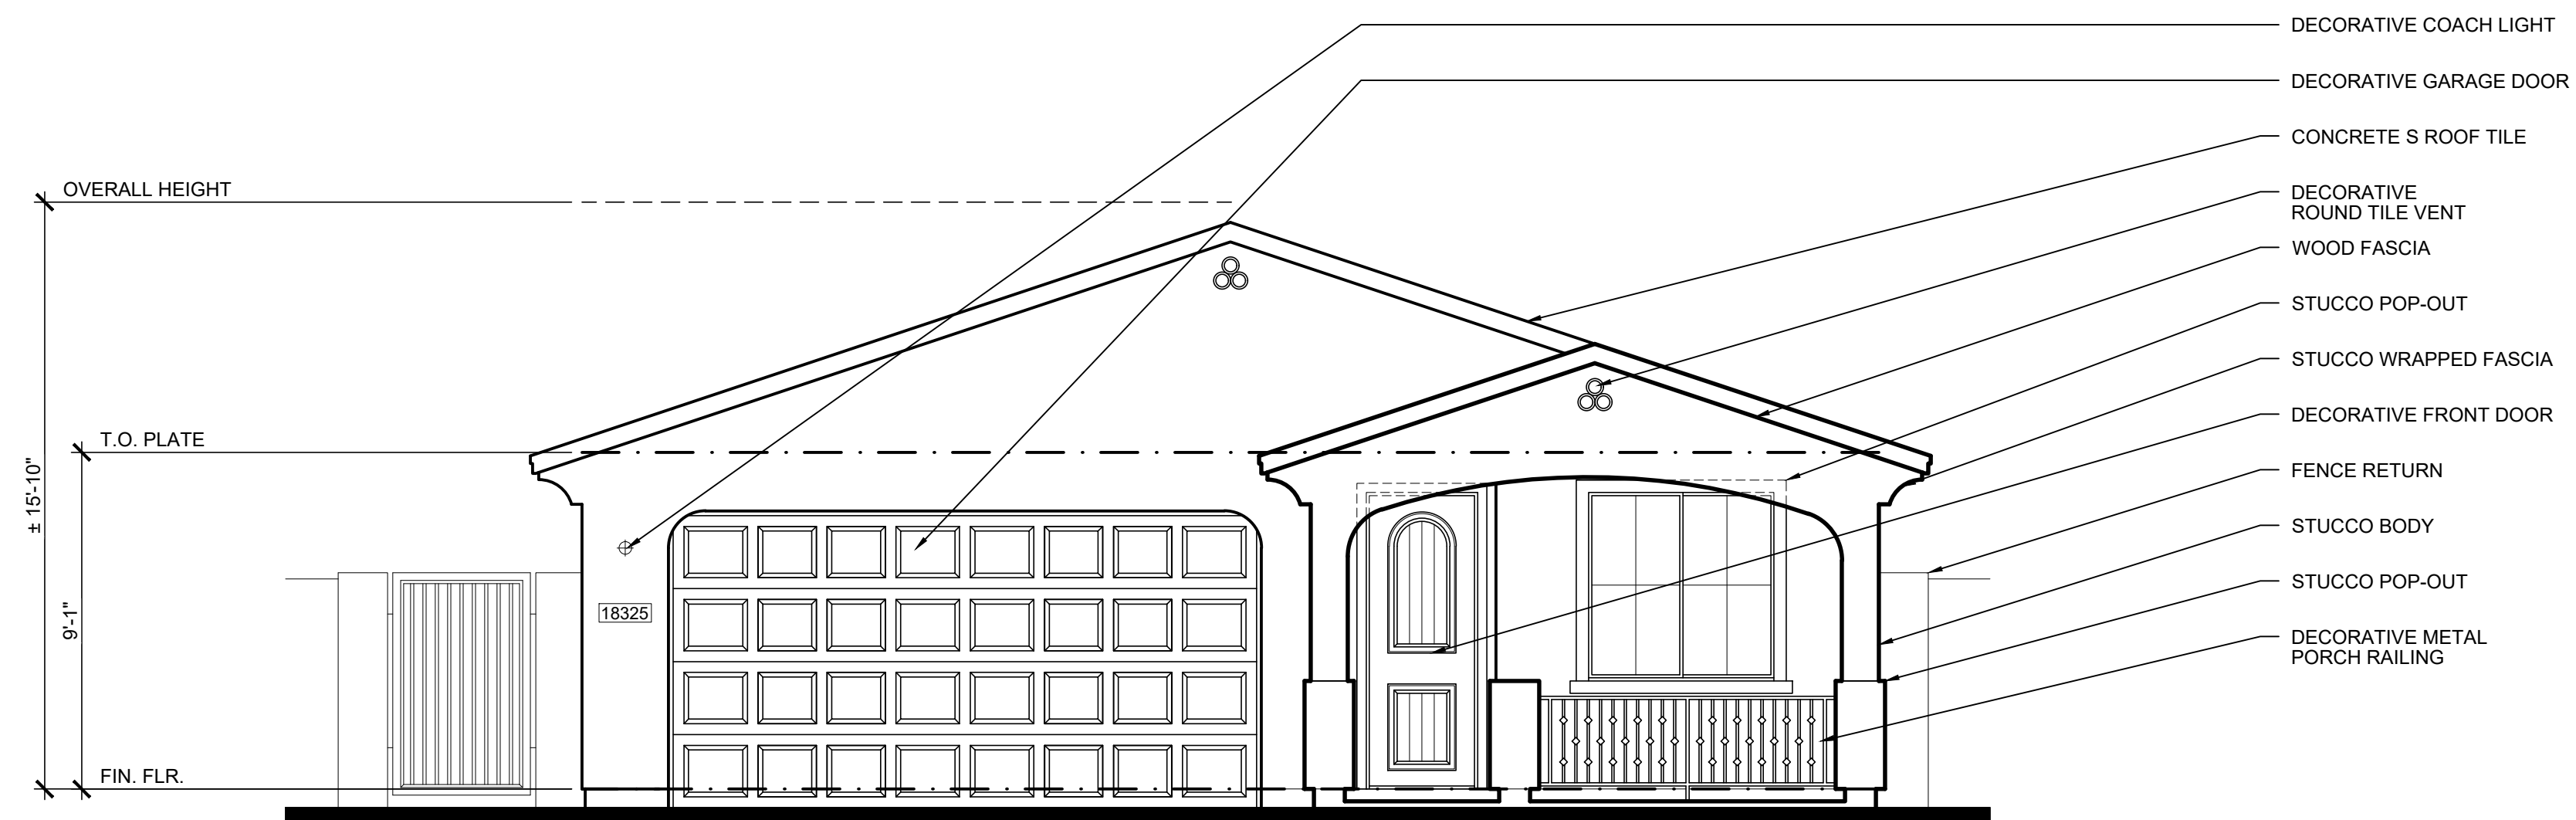 DECORATIVE COACH LIGHT
DECORATIVE GARAGE DOOR
CONCRETE S ROOF TILE
DECORATIVE
ROUND TILE VENT
WOOD FASCIA
STUCCO POP-OUT
STUCCO WRAPPED FASCIA
DECORATIVE FRONT DOOR
FENCE RETURN
STUCCO BODY
STUCCO POP-OUT
DECORATIVE METAL
PORCH RAILING
OVERALL HEIGHT
T.O. PLATE
± 15'-10"
9'-1"
FIN. FLR.
18325